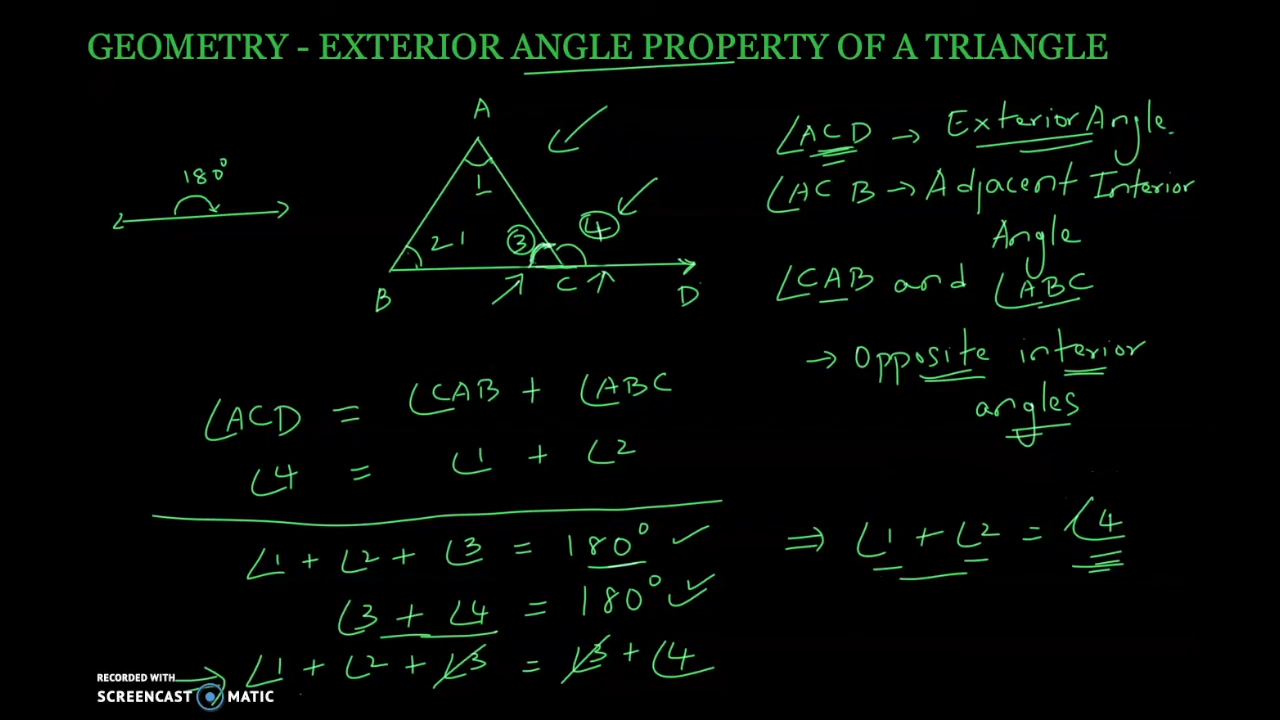 GEOMETRY - EXTERIOR ANGLE PROPERTY OF A TRIANGLE
A
180°
1
2
3
4
B
C
D
∠ACD → Exterior Angle.
∠ACB → Adjacent Interior
Angle
∠CAB and ∠ABC
→ Opposite interior
angles
∠ACD = ∠CAB + ∠ABC
∠4 = ∠1 + ∠2
∠1 + ∠2 + ∠3 = 180° ✓
∠3 + ∠4 = 180° ✓
→ ∠1 + ∠2 + ∠3 = ∠3 + ∠4
⇒ ∠1 + ∠2 = ∠4
RECORDED WITH
SCREENCAST MATIC